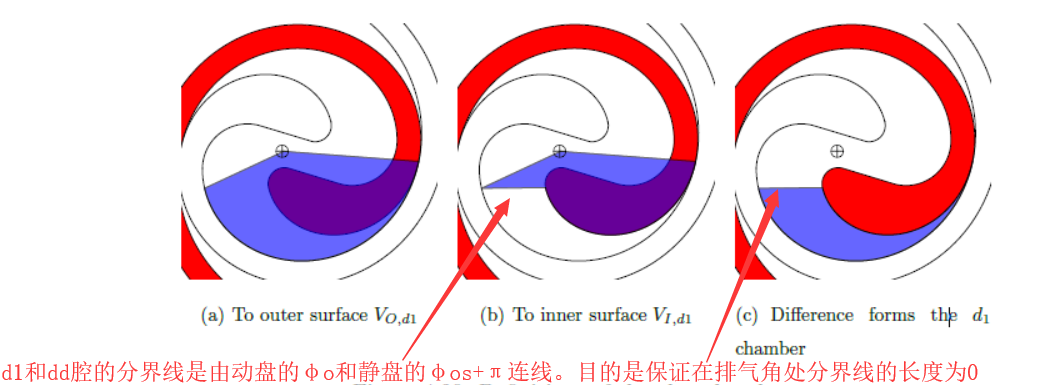 (a) To outer surface V_{O,d1} (b) To inner surface V_{I,d1} (c) Difference forms the d_1
chamber
d1和dd腔的分界线是由动盘的φo和静盘的φos+π连线。目的是保证在排气角处分界线的长度为0